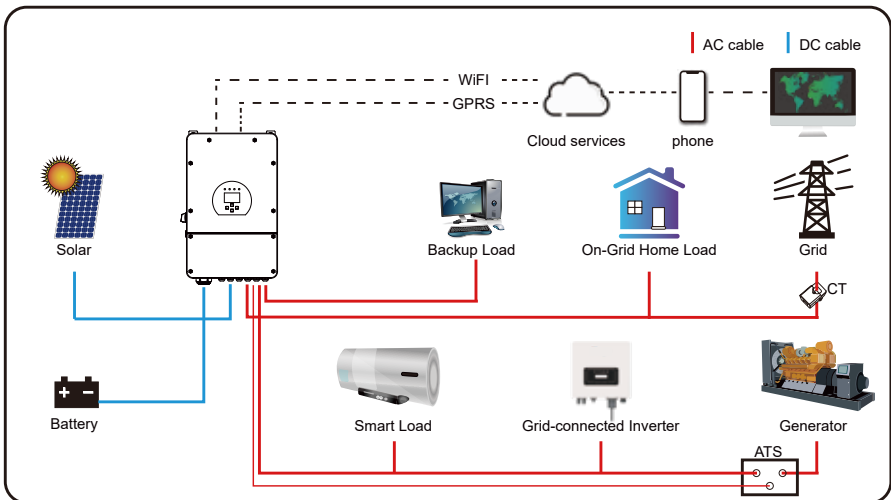 AC cable
DC cable
WiFI
GPRS
Cloud services
phone
Solar
Backup Load
On-Grid Home Load
Grid
CT
Battery
Smart Load
Grid-connected Inverter
Generator
ATS